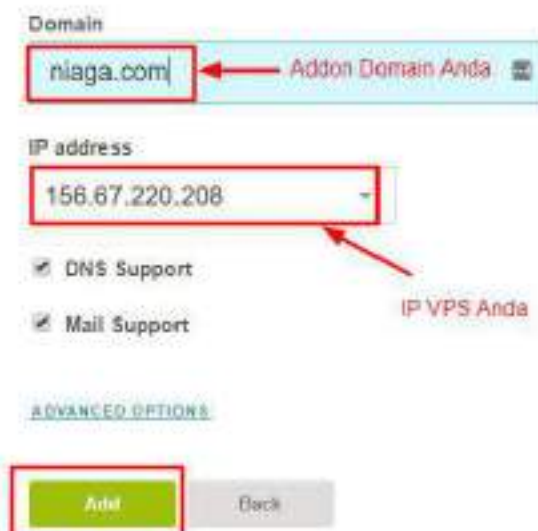 Domain
niaga.com
Addon Domain Anda
IP address
156.67.220.208
DNS Support
IP VPS Anda
Mail Support
ADVANCED OPTIONS
Add
Back